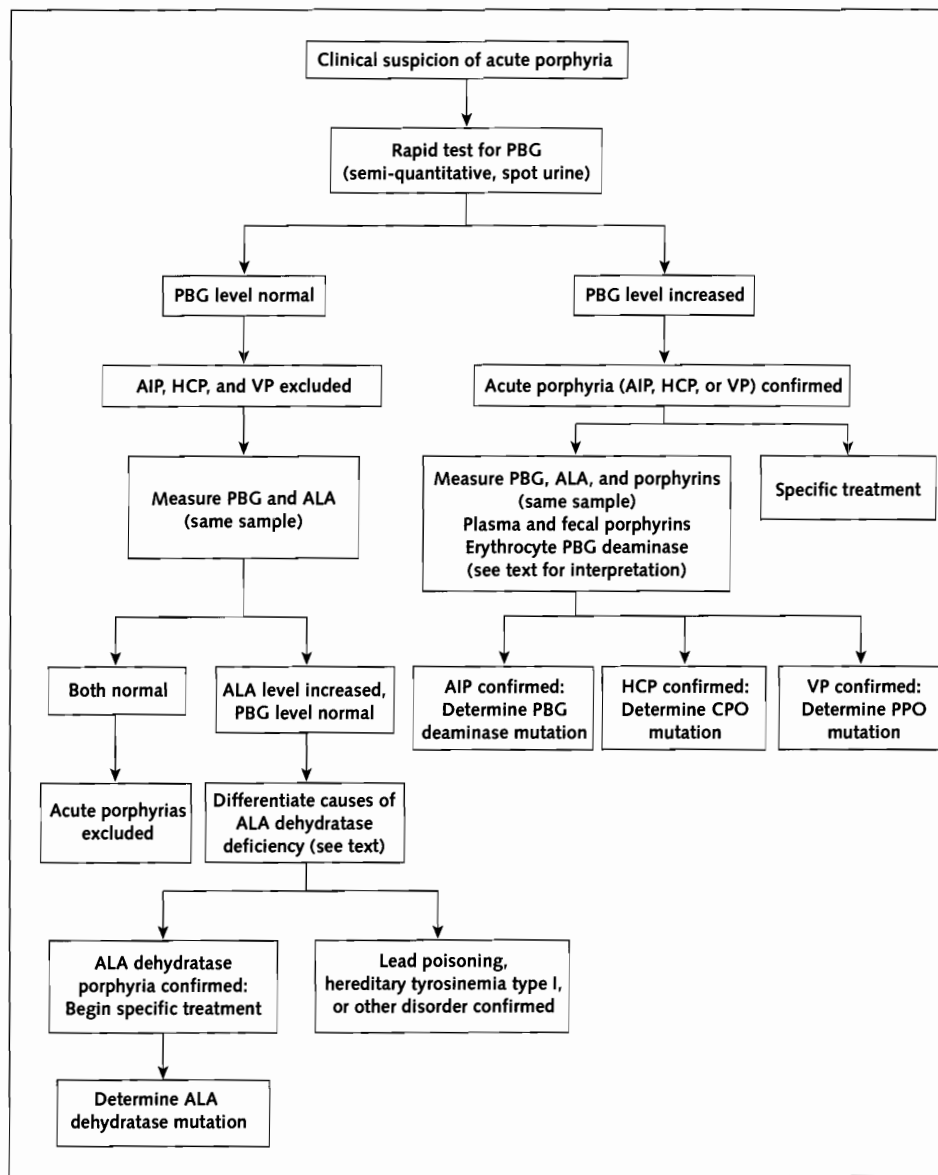 Clinical suspicion of acute porphyria
Rapid test for PBG
(semi-quantitative, spot urine)
PBG level normal
PBG level increased
AIP, HCP, and VP excluded
Acute porphyria (AIP, HCP, or VP) confirmed
Measure PBG and ALA
(same sample)
Measure PBG, ALA, and porphyrins
(same sample)
Plasma and fecal porphyrins
Erythrocyte PBG deaminase
(see text for interpretation)
Specific treatment
Both normal
ALA level increased,
PBG level normal
AIP confirmed:
Determine PBG
deaminase mutation
HCP confirmed:
Determine CPO
mutation
VP confirmed:
Determine PPO
mutation
Acute porphyrias
excluded
Differentiate causes of
ALA dehydratase
deficiency (see text)
ALA dehydratase
porphyria confirmed:
Begin specific treatment
Lead poisoning,
hereditary tyrosinemia type I,
or other disorder confirmed
Determine ALA
dehydratase mutation